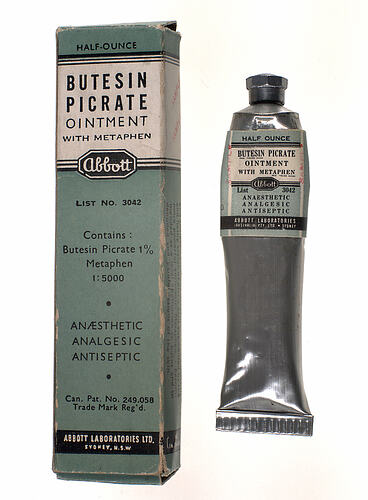 HALF-OUNCE
BUTESIN
PICRATE
OINTMENT
WITH METAPHEN
Abbott
LIST NO. 3042
Contains :
Butesin Picrate 1%
Metaphen
1:5000
ANÆSTHETIC
ANALGESIC
ANTISEPTIC
Can. Pat. No. 249,058
Trade Mark Reg'd.
ABBOTT LABORATORIES LTD.
SYDNEY, N.S.W
HALF OUNCE
BUTESIN PICRATE
OINTMENT
WITH METAPHEN
Abbott
List 3042
ANAESTHETIC
ANALGESIC
ANTISEPTIC
ABBOTT LABORATORIES
SYDNEY